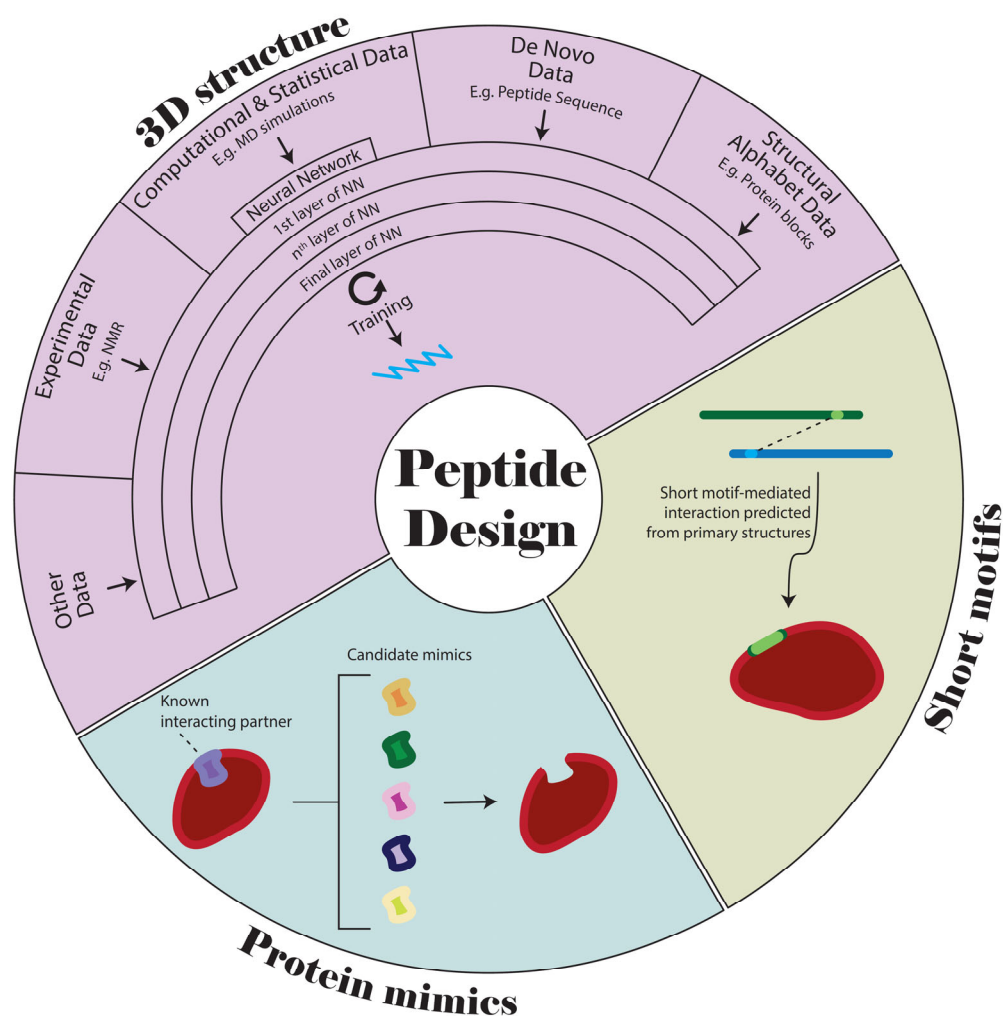 3D structure
Computational & Statistical Data
E.g. MD simulations
De Novo
Data
E.g. Peptide Sequence
Structural
Alphabet Data
E.g. Protein blocks
Experimental
Data
E.g. NMR
Other
Data
Neural Network
1st layer of NN
nth layer of NN
Final layer of NN
Training
Peptide
Design
Short motif-mediated
interaction predicted
from primary structures
Short motifs
Candidate mimics
Known
interacting partner
Protein mimics